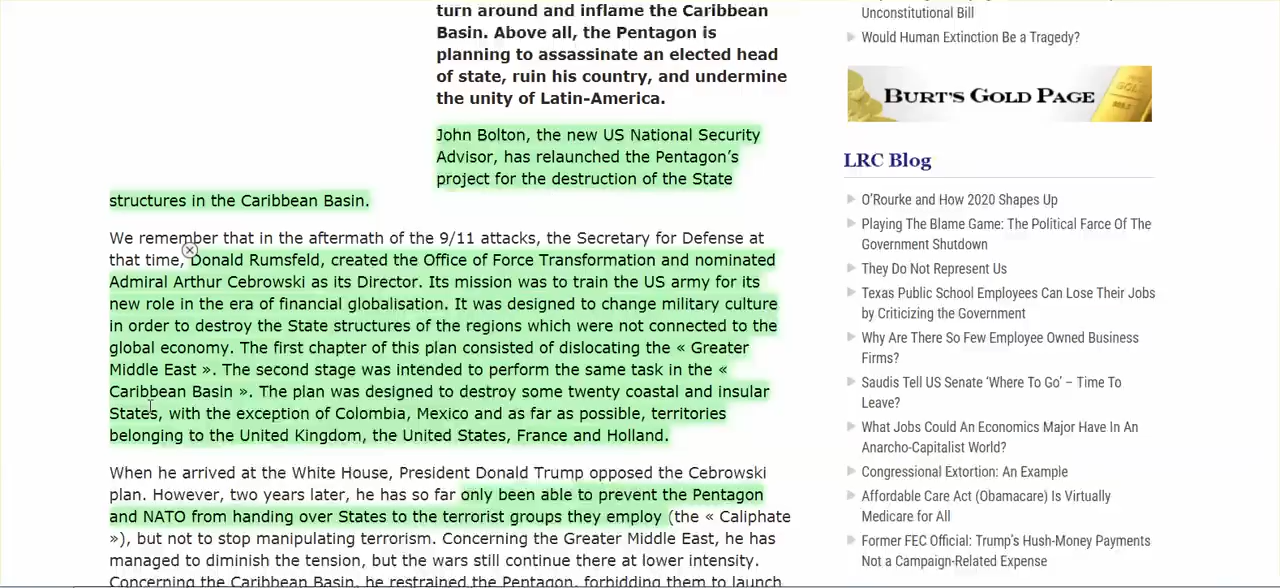 turn around and inflame the Caribbean
Basin. Above all, the Pentagon is
planning to assassinate an elected head
of state, ruin his country, and undermine
the unity of Latin-America.
John Bolton, the new US National Security
Advisor, has relaunched the Pentagon’s
project for the destruction of the State
structures in the Caribbean Basin.
We remember that in the aftermath of the 9/11 attacks, the Secretary for Defense at
that time, Donald Rumsfeld, created the Office of Force Transformation and nominated
Admiral Arthur Cebrowski as its Director. Its mission was to train the US army for its
new role in the era of financial globalisation. It was designed to change military culture
in order to destroy the State structures of the regions which were not connected to the
global economy. The first chapter of this plan consisted of dislocating the « Greater
Middle East ». The second stage was intended to perform the same task in the «
Caribbean Basin ». The plan was designed to destroy some twenty coastal and insular
States, with the exception of Colombia, Mexico and as far as possible, territories
belonging to the United Kingdom, the United States, France and Holland.
When he arrived at the White House, President Donald Trump opposed the Cebrowski
plan. However, two years later, he has so far only been able to prevent the Pentagon
and NATO from handing over States to the terrorist groups they employ (the « Caliphate
»), but not to stop manipulating terrorism. Concerning the Greater Middle East, he has
managed to diminish the tension, but the wars still continue there at lower intensity.
Concerning the Caribbean Basin, he restrained the Pentagon, forbidding them to launch
Unconstitutional Bill
Would Human Extinction Be a Tragedy?
BURT'S GOLD PAGE
LRC Blog
O’Rourke and How 2020 Shapes Up
Playing The Blame Game: The Political Farce Of The
Government Shutdown
They Do Not Represent Us
Texas Public School Employees Can Lose Their Jobs
by Criticizing the Government
Why Are There So Few Employee Owned Business
Firms?
Saudis Tell US Senate ‘Where To Go’ – Time To
Leave?
What Jobs Could An Economics Major Have In An
Anarcho-Capitalist World?
Congressional Extortion: An Example
Affordable Care Act (Obamacare) Is Virtually
Medicare for All
Former FEC Official: Trump’s Hush-Money Payments
Not a Campaign-Related Expense